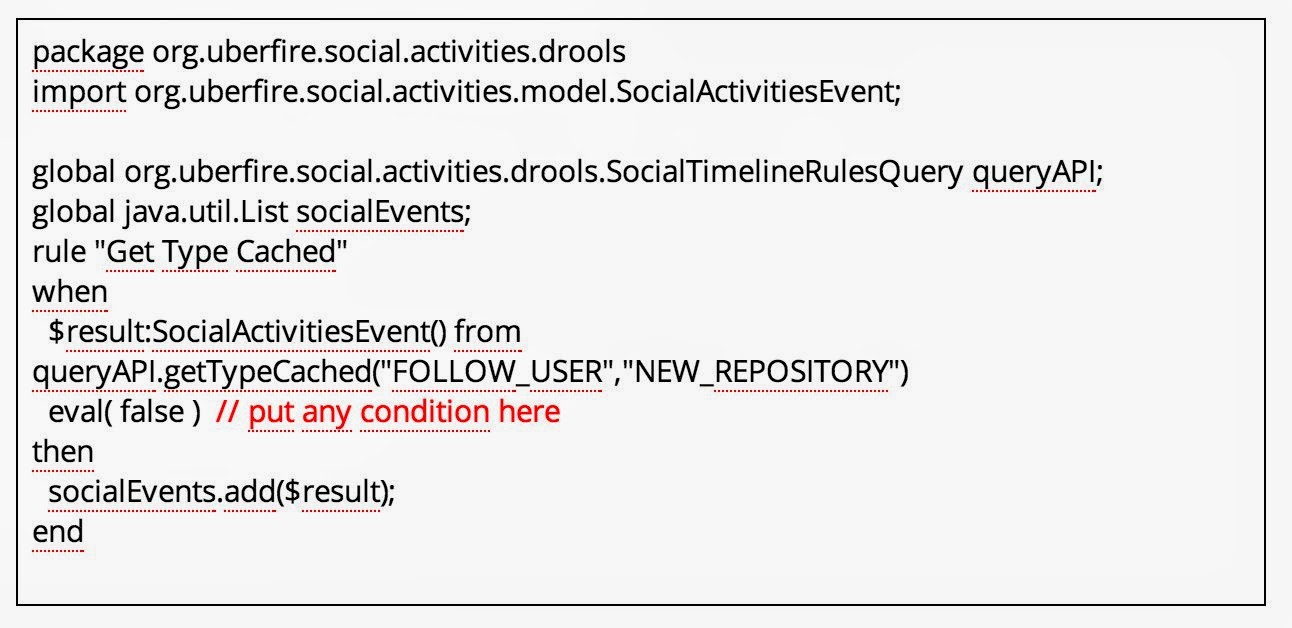 package org.uberfire.social.activities.drools
import org.uberfire.social.activities.model.SocialActivitiesEvent;
global org.uberfire.social.activities.drools.SocialTimelineRulesQuery queryAPI;
global java.util.List socialEvents;
rule "Get Type Cached"
when
$result:SocialActivitiesEvent() from
queryAPI.getTypeCached("FOLLOW_USER","NEW_REPOSITORY")
eval( false )  // put any condition here
then
socialEvents.add($result);
end